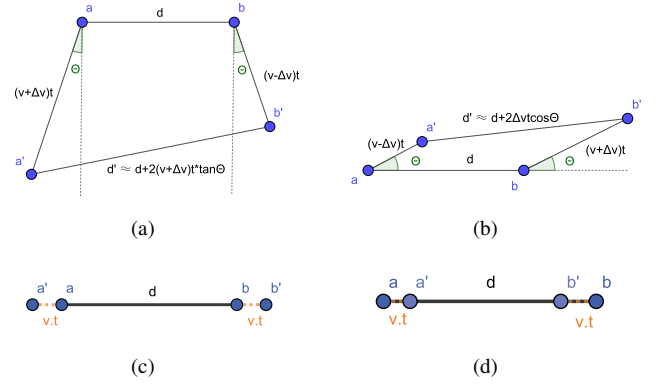 a
d
b
Θ
Θ
(v+Δv)t
(v-Δv)t
b'
a'
d' ≈ d+2(v+Δv)t*tanΘ
(a)
b'
d' ≈ d+2ΔvtcosΘ
a'
(v-Δv)t
(v+Δv)t
Θ
Θ
d
a
b
(b)
a'
a
d
b
b'
v.t
v.t
(c)
a
a'
d
b'
b
v.t
v.t
(d)